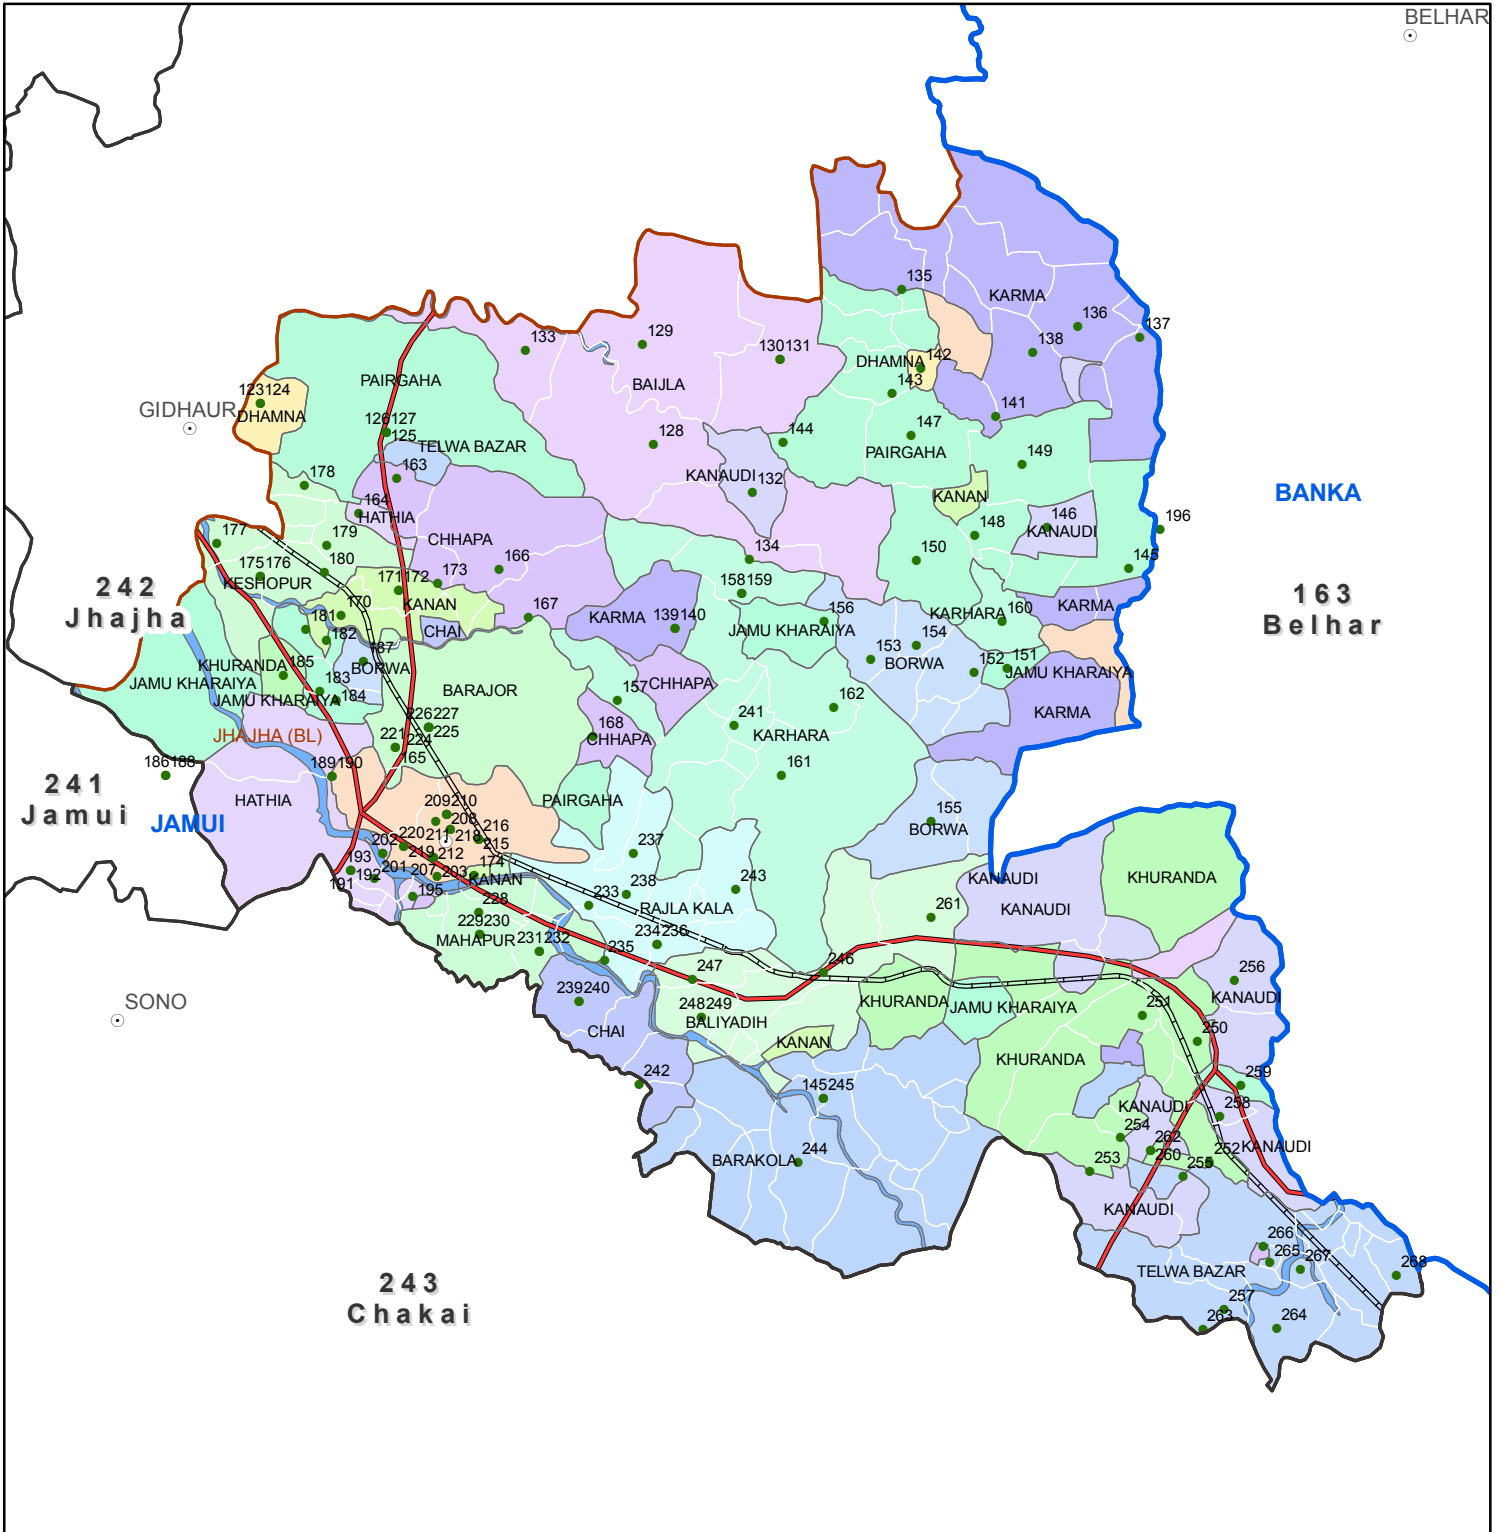 BELHAR
135
KARMA
136
137
138
133
129
130131
DHAMNA
142
143
PAIRGAHA
BAIJLA
123124
GIDHAUR
DHAMNA
141
126127
125
TELWA BAZAR
128
144
147
PAIRGAHA
149
178
163
KANAUDI
132
KANAN
BANKA
164
HATHIA
CHHAPA
148
146
KANAUDI
196
177
179
134
150
145
175176
180
KESHOPUR
166
171172
173
158159
242
Jhajha
170
KANAN
167
KARMA
139140
156
JAMU KHARAIYA
KARHARA
160
KARMA
163
Belhar
181
182
CHAI
KHURANDA
185
187
BORWA
153
154
BORWA
152
151
JAMU KHARAIYA
JAMU KHARAIYA
183
184
JAMU KHARAIYA
BARAJOR
157
CHHAPA
162
KARMA
JHAJHA (BL)
226227
225
221
224
165
168
CHHAPA
241
KARHARA
186188
189190
161
241
Jamui
JAMUI
HATHIA
PAIRGAHA
155
BORWA
209210
208
216
220
211
218
215
202
219
212
237
193
192
201
207
203
174
KANAN
191
195
238
243
KANAUDI
KHURANDA
228
233
RAJLA KALA
261
KANAUDI
229230
MAHAPUR
231232
234236
235
247
246
256
KANAUDI
SONO
239240
248249
BALIYADIH
KHURANDA
JAMU KHARAIYA
251
CHAI
KANAN
250
KHURANDA
242
145245
259
KANAUDI
258
254
262
260
252
KANAUDI
BARAKOLA
244
253
255
KANAUDI
266
265
267
TELWA BAZAR
268
243
Chakai
257
263
264